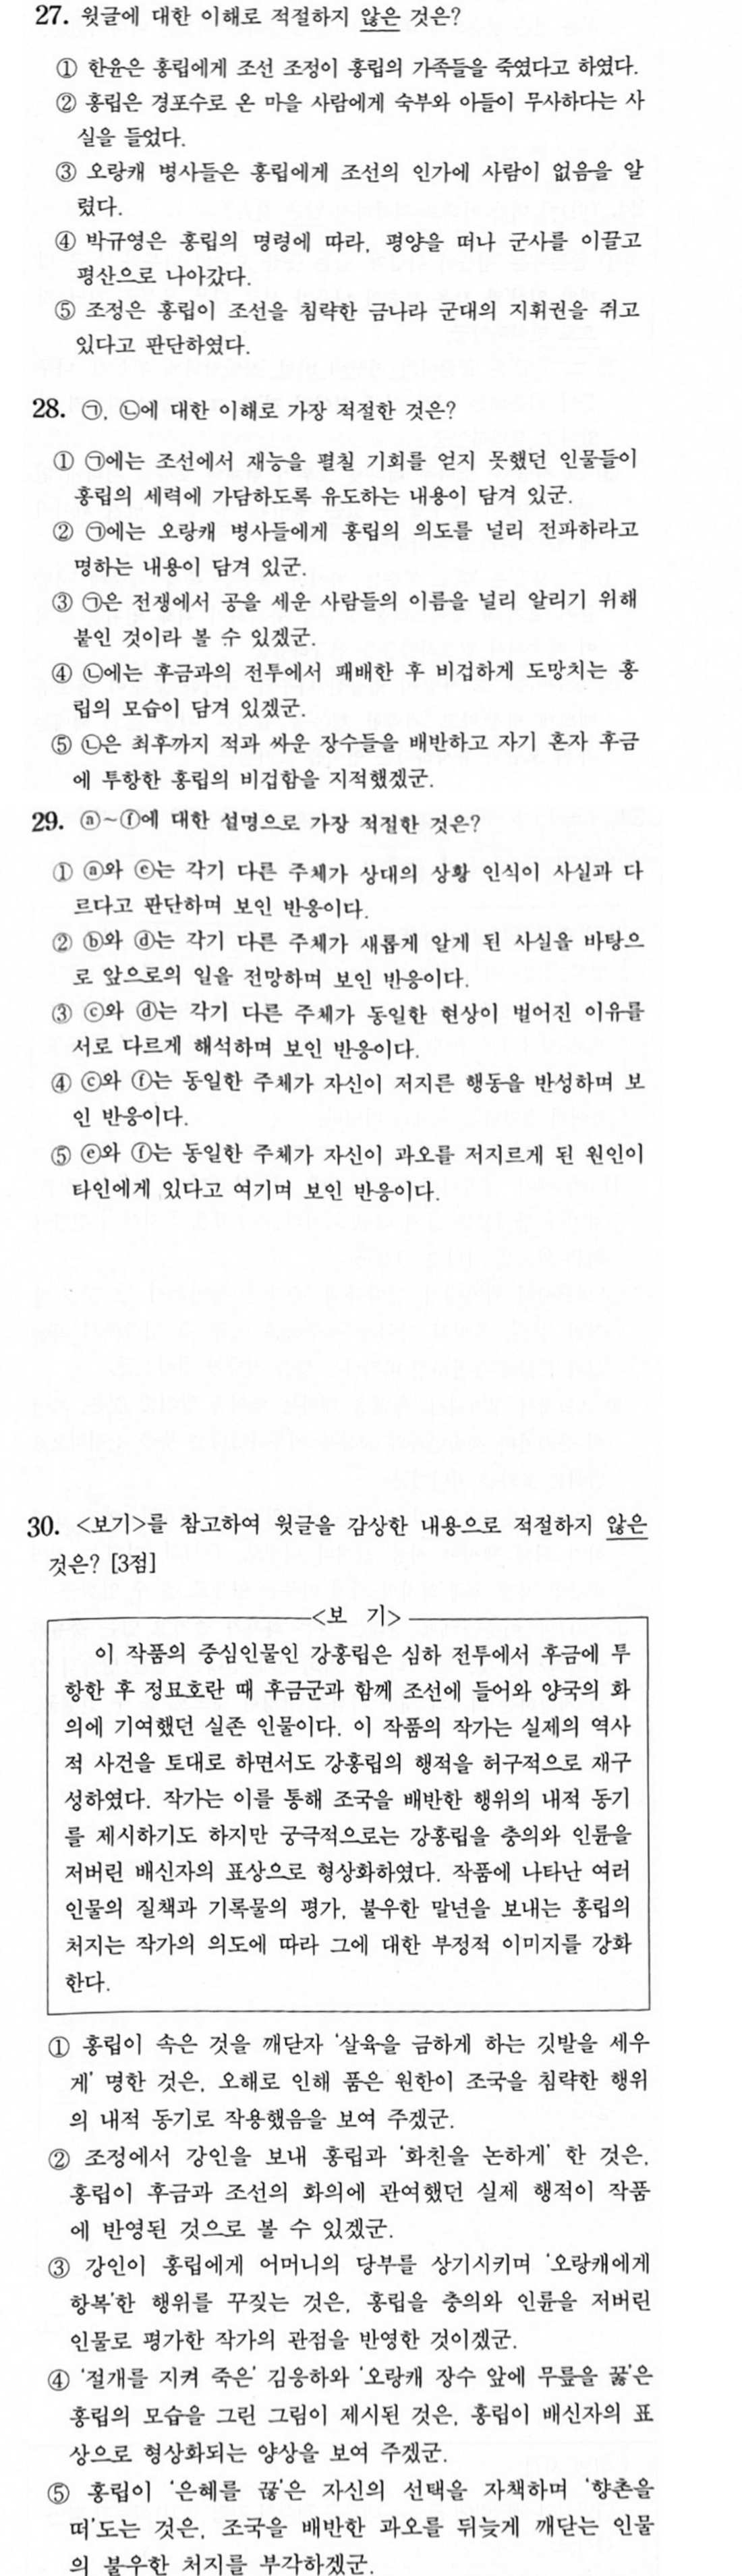 27. 윗글에 대한 이해로 적절하지 않은 것은?
① 한윤은 홍립에게 조선 조정이 홍립의 가족들을 죽였다고 하였다.
② 홍립은 경포수로 온 마을 사람에게 숙부와 아들이 무사하다는 사
실을 들었다.
③ 오랑캐 병사들은 홍립에게 조선의 인가에 사람이 없음을 알
렸다.
④ 박규영은 홍립의 명령에 따라, 평양을 떠나 군사를 이끌고
평산으로 나아갔다.
⑤ 조정은 홍립이 조선을 침략한 금나라 군대의 지휘권을 쥐고
있다고 판단하였다.
28. ㉠, ㉡에 대한 이해로 가장 적절한 것은?
① ㉠에는 조선에서 재능을 펼칠 기회를 얻지 못했던 인물들이
홍립의 세력에 가담하도록 유도하는 내용이 담겨 있군.
② ㉠에는 오랑캐 병사들에게 홍립의 의도를 널리 전파하라고
명하는 내용이 담겨 있군.
③ ㉠은 전쟁에서 공을 세운 사람들의 이름을 널리 알리기 위해
붙인 것이라 볼 수 있겠군.
④ ㉡에는 후금과의 전투에서 패배한 후 비겁하게 도망치는 홍
립의 모습이 담겨 있겠군.
⑤ ㉡은 최후까지 적과 싸운 장수들을 배반하고 자기 혼자 후금
에 투항한 홍립의 비겁함을 지적했겠군.
29. ⓐ~ⓕ에 대한 설명으로 가장 적절한 것은?
① ⓐ와 ⓔ는 각기 다른 주체가 상대의 상황 인식이 사실과 다
르다고 판단하며 보인 반응이다.
② ⓑ와 ⓓ는 각기 다른 주체가 새롭게 알게 된 사실을 바탕으
로 앞으로의 일을 전망하며 보인 반응이다.
③ ⓒ와 ⓓ는 각기 다른 주체가 동일한 현상이 벌어진 이유를
서로 다르게 해석하며 보인 반응이다.
④ ⓒ와 ⓕ는 동일한 주체가 자신이 저지른 행동을 반성하며 보
인 반응이다.
⑤ ⓔ와 ⓕ는 동일한 주체가 자신이 과오를 저지르게 된 원인이
타인에게 있다고 여기며 보인 반응이다.
30. <보기>를 참고하여 윗글을 감상한 내용으로 적절하지 않은
것은? [3점]
<보 기>
이 작품의 중심인물인 강홍립은 심하 전투에서 후금에 투
항한 후 정묘호란 때 후금군과 함께 조선에 들어와 양국의 화
의에 기여했던 실존 인물이다. 이 작품의 작가는 실제의 역사
적 사건을 토대로 하면서도 강홍립의 행적을 허구적으로 재구
성하였다. 작가는 이를 통해 조국을 배반한 행위의 내적 동기
를 제시하기도 하지만 궁극적으로는 강홍립을 충의와 인륜을
저버린 배신자의 표상으로 형상화하였다. 작품에 나타난 여러
인물의 질책과 기록물의 평가, 불우한 말년을 보내는 홍립의
처지는 작가의 의도에 따라 그에 대한 부정적 이미지를 강화
한다.
① 홍립이 속은 것을 깨닫자 '살육을 금하게 하는 깃발을 세우
게' 명한 것은, 오해로 인해 품은 원한이 조국을 침략한 행위
의 내적 동기로 작용했음을 보여 주겠군.
② 조정에서 강인을 보내 홍립과 '화친을 논하게' 한 것은,
홍립이 후금과 조선의 화의에 관여했던 실제 행적이 작품
에 반영된 것으로 볼 수 있겠군.
③ 강인이 홍립에게 어머니의 당부를 상기시키며 '오랑캐에게
항복'한 행위를 꾸짖는 것은, 홍립을 충의와 인륜을 저버린
인물로 평가한 작가의 관점을 반영한 것이겠군.
④ '절개를 지켜 죽은' 김응하와 '오랑캐 장수 앞에 무릎을 꿇'은
홍립의 모습을 그린 그림이 제시된 것은, 홍립이 배신자의 표
상으로 형상화되는 양상을 보여 주겠군.
⑤ 홍립이 '은혜를 끊'은 자신의 선택을 자책하며 '향촌을
떠'도는 것은, 조국을 배반한 과오를 뒤늦게 깨닫는 인물
의 불우한 처지를 부각하겠군.